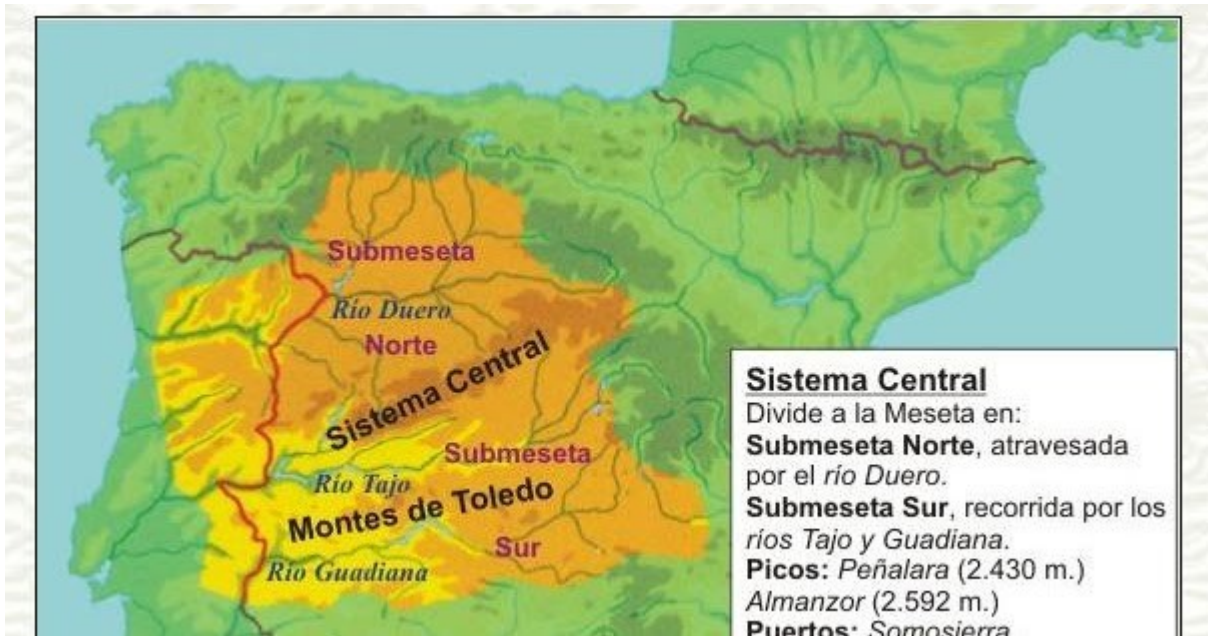 Submeseta
Río Duero
Norte
Sistema Central
Submeseta
Río Tajo
Montes de Toledo
Sur
Río Guadiana
Sistema Central
Divide a la Meseta en:
Submeseta Norte, atravesada
por el río Duero.
Submeseta Sur, recorrida por los
ríos Tajo y Guadiana.
Picos: Peñalara (2.430 m.)
Almanzor (2.592 m.)
Puertos: Somosierra